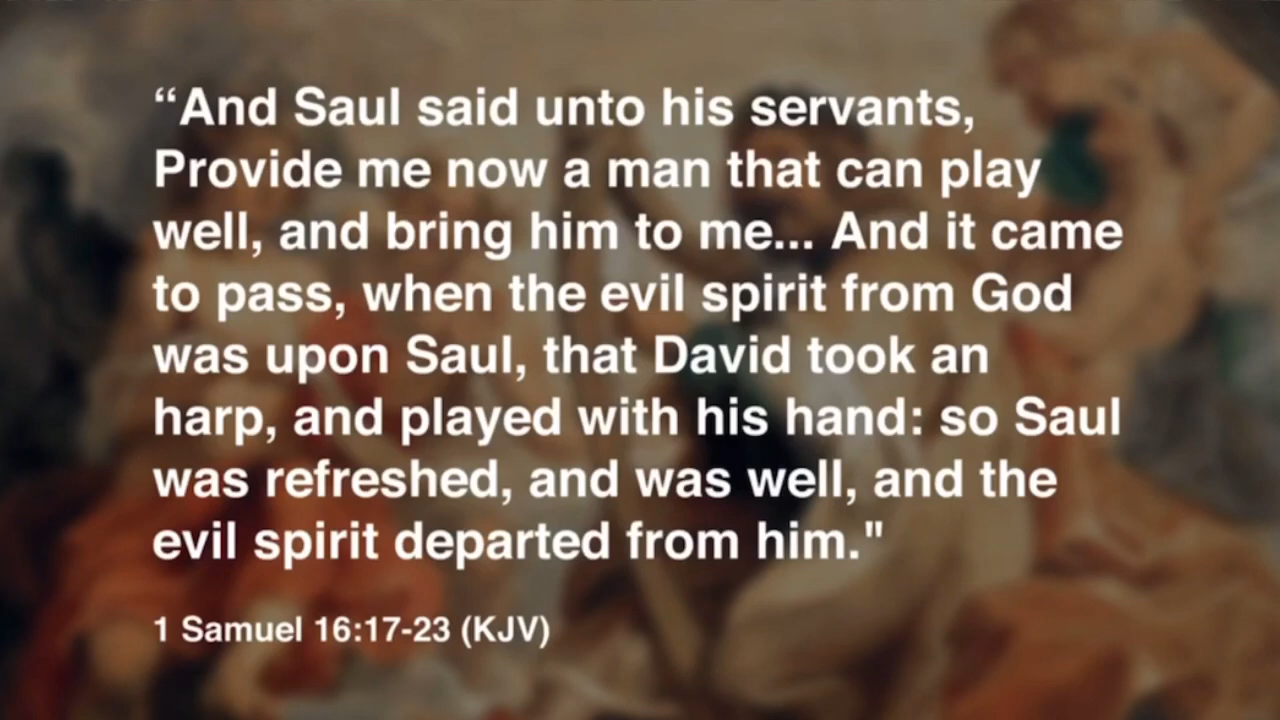 “And Saul said unto his servants,
Provide me now a man that can play
well, and bring him to me... And it came
to pass, when the evil spirit from God
was upon Saul, that David took an
harp, and played with his hand: so Saul
was refreshed, and was well, and the
evil spirit departed from him."
1 Samuel 16:17-23 (KJV)